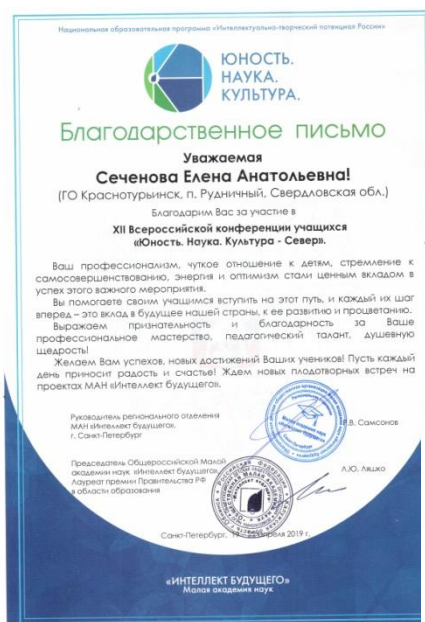 Национальная образовательная программа «Интеллектуально-творческий потенциал России»
ЮНОСТЬ.
НАУКА.
КУЛЬТУРА.
Благодарственное письмо
Уважаемая
Сеченова Елена Анатольевна!
(ГО Краснотурьинск, п. Рудничный, Свердловская обл.)
Благодарим Вас за участие в
XII Всероссийской конференции учащихся
«Юность. Наука. Культура - Север».
Ваш профессионализм, чуткое отношение к детям, стремление к
самосовершенствованию, энергия и оптимизм стали ценным вкладом в
успех этого важного мероприятия.
Вы помогаете своим учащимся вступить на этот путь, и каждый их шаг
вперед – это вклад в будущее нашей страны, к ее развитию и процветанию.
Выражаем признательность и благодарность за Ваше
профессиональное мастерство, педагогический талант, душевную
щедрость!
Желаем Вам успехов, новых достижений Ваших учеников! Пусть каждый
день приносит радость и счастье! Ждем новых плодотворных встреч на
проектах МАН «Интеллект будущего».
Руководитель регионального отделения
МАН «Интеллект будущего»,
г. Санкт-Петербург
Р.В. Самсонов
Председатель Общероссийской Малой
академии наук «Интеллект будущего»,
Лауреат премии Правительства РФ
в области образования
Л.Ю. Ляшко
Санкт-Петербург, апреля 2019 г.
«ИНТЕЛЛЕКТ БУДУЩЕГО»
Малая академия наук